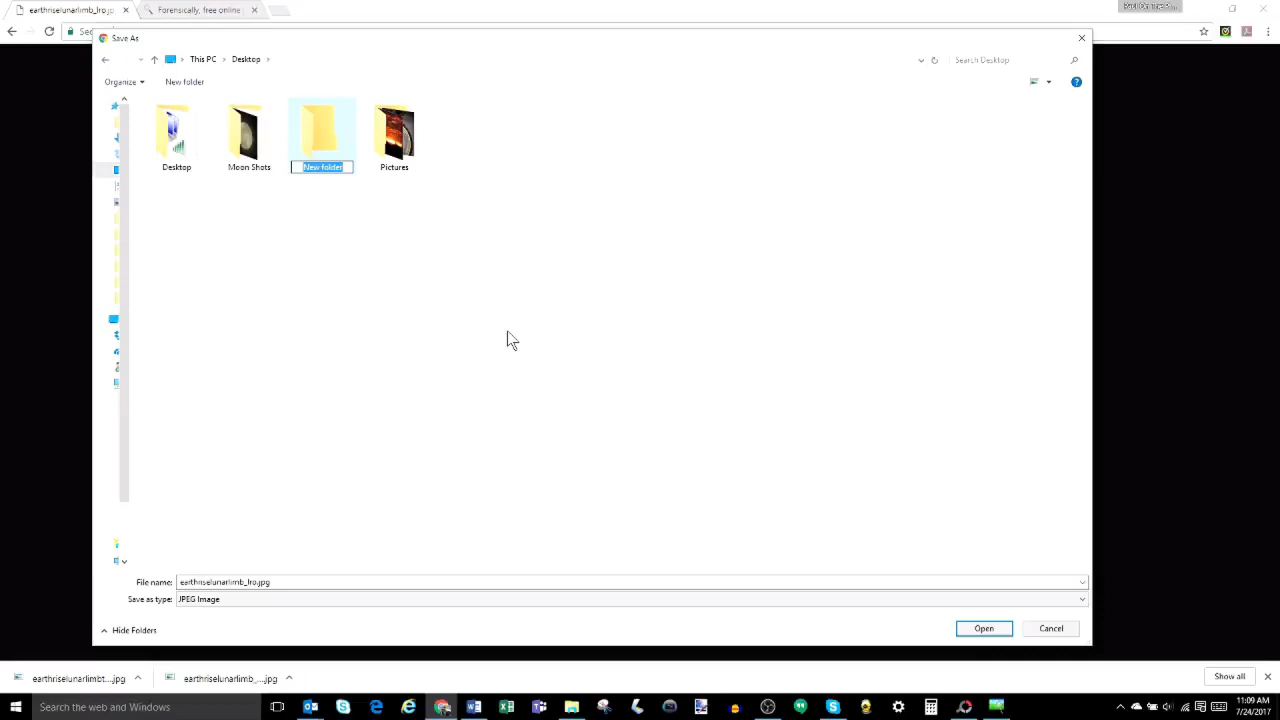 earthriselunarlimb_lro.jp
Forensically, free online
Save As
This PC
Desktop
Search Desktop
Organize
New folder
Desktop
Moon Shots
New folder
Pictures
File name:
earthriselunarlimb_lro.jpg
Save as type:
JPEG Image
Hide Folders
Open
Cancel
earthriselunarlimbt....jpg
earthriselunarlimb_....jpg
Show all
Search the web and Windows
11:09 AM
7/24/2017